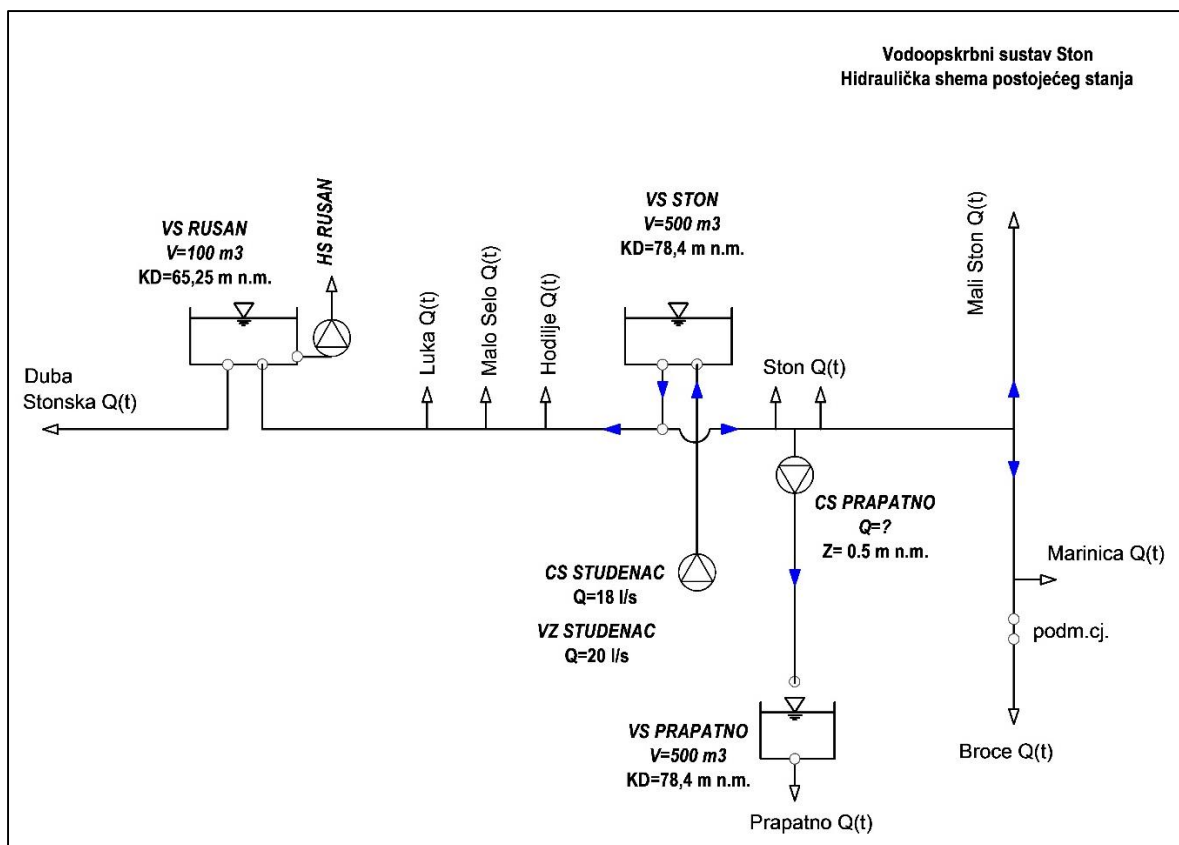 Vodoopskrbni sustav Ston
Hidraulička shema postojećeg stanja
VS RUSAN
V=100 m3
KD=65,25 m n.m.
HS RUSAN
VS STON
V=500 m3
KD=78,4 m n.m.
Duba
Stonska Q(t)
Luka Q(t)
Malo Selo Q(t)
Hodilje Q(t)
Ston Q(t)
Mali Ston Q(t)
CS PRAPATNO
Q=?
Z= 0.5 m n.m.
CS STUDENAC
Q=18 l/s
VZ STUDENAC
Q=20 l/s
Marinica Q(t)
podm.cj.
VS PRAPATNO
V=500 m3
KD=78,4 m n.m.
Broce Q(t)
Prapatno Q(t)